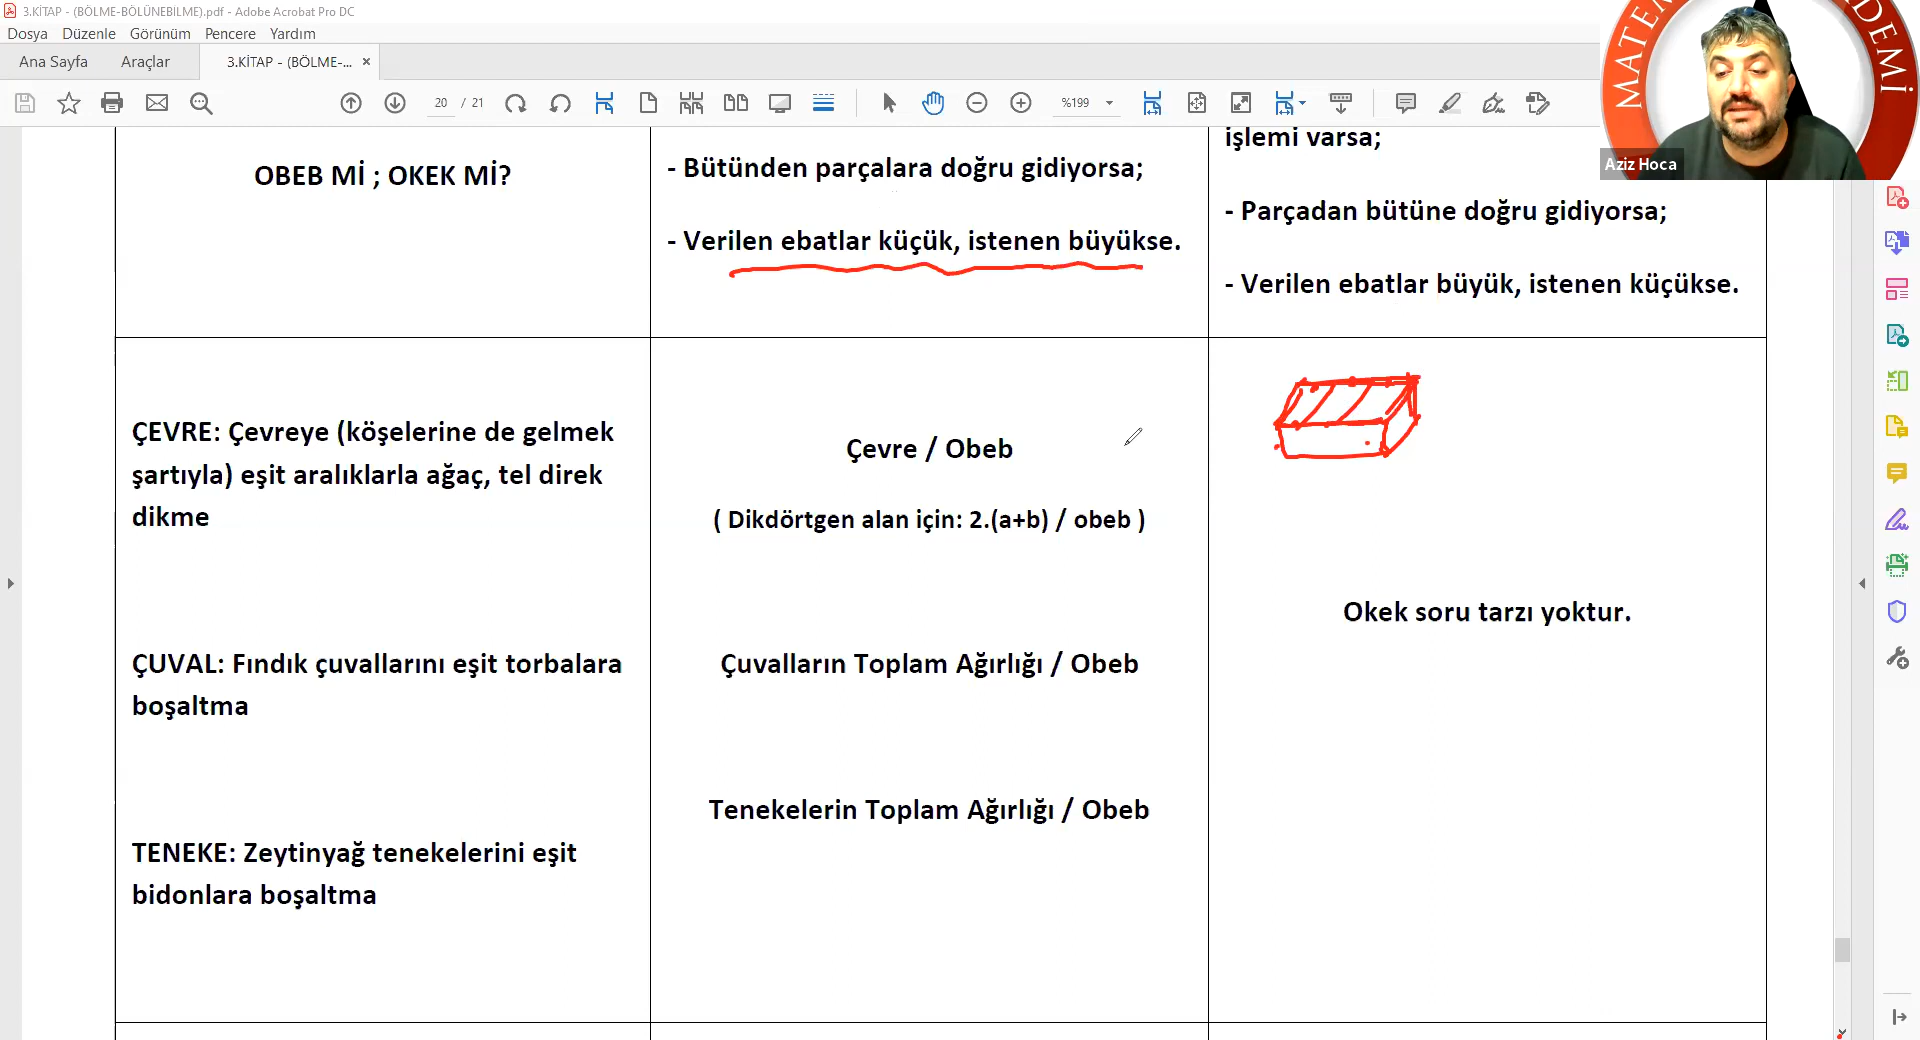 3.KİTAP - (BÖLME-BÖLÜNEBİLME).pdf - Adobe Acrobat Pro DC
Dosya Düzenle Görünüm Pencere Yardım
Ana Sayfa Araçlar 3.KİTAP - (BÖLME-... ×
20 / 21 %199
MATEM
DEMİ
Aziz Hoca
OBEB Mİ ; OKEK Mİ?
- Bütünden parçalara doğru gidiyorsa;
- Verilen ebatlar küçük, istenen büyükse.
işlemi varsa;
- Parçadan bütüne doğru gidiyorsa;
- Verilen ebatlar büyük, istenen küçükse.
ÇEVRE: Çevreye (köşelerine de gelmek
şartıyla) eşit aralıklarla ağaç, tel direk
dikme
ÇUVAL: Fındık çuvallarını eşit torbalara
boşaltma
TENEKE: Zeytinyağ tenekelerini eşit
bidonlara boşaltma
Çevre / Obeb
( Dikdörtgen alan için: 2.(a+b) / obeb )
Çuvalların Toplam Ağırlığı / Obeb
Tenekelerin Toplam Ağırlığı / Obeb
Okek soru tarzı yoktur.